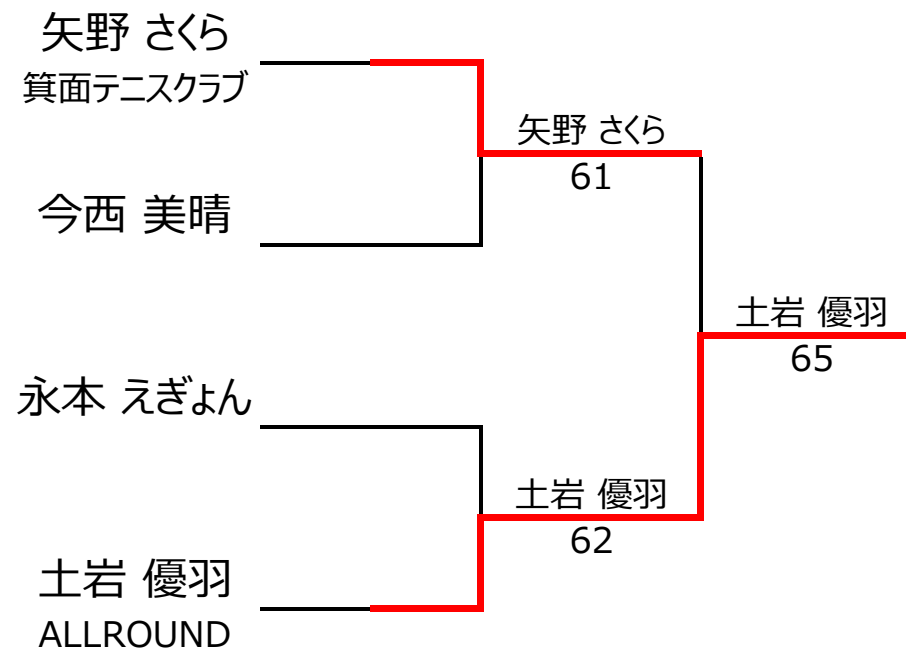 矢野 さくら
箕面テニスクラブ
矢野 さくら
61
今西 美晴
土岩 優羽
65
永本 えぎょん
土岩 優羽
62
土岩 優羽
ALLROUND